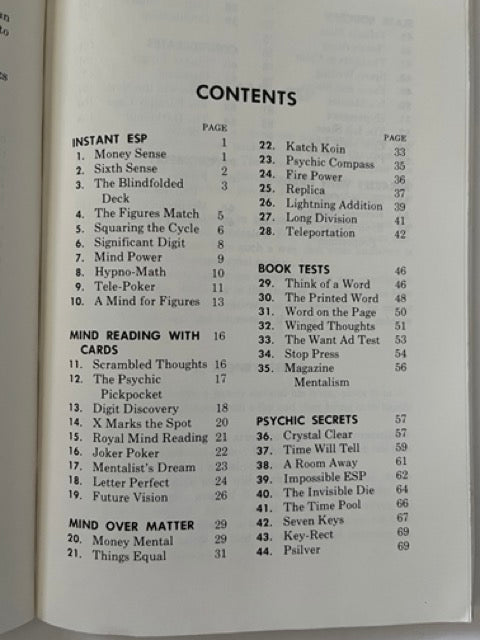 n
to
ts
CONTENTS
PAGE
INSTANT ESP 1
1. Money Sense 1
2. Sixth Sense 2
3. The Blindfolded 3
Deck
4. The Figures Match 5
5. Squaring the Cycle 6
6. Significant Digit 8
7. Mind Power 9
8. Hypno-Math 10
9. Tele-Poker 11
10. A Mind for Figures 13
MIND READING WITH 16
CARDS
11. Scrambled Thoughts 16
12. The Psychic 17
Pickpocket
13. Digit Discovery 18
14. X Marks the Spot 20
15. Royal Mind Reading 21
16. Joker Poker 22
17. Mentalist's Dream 23
18. Letter Perfect 24
19. Future Vision 26
MIND OVER MATTER 29
20. Money Mental 29
21. Things Equal 31
PAGE
22. Katch Koin 33
23. Psychic Compass 35
24. Fire Power 36
25. Replica 37
26. Lightning Addition 39
27. Long Division 41
28. Teleportation 42
BOOK TESTS 46
29. Think of a Word 46
30. The Printed Word 48
31. Word on the Page 50
32. Winged Thoughts 51
33. The Want Ad Test 53
34. Stop Press 54
35. Magazine 56
Mentalism
PSYCHIC SECRETS 57
36. Crystal Clear 57
37. Time Will Tell 59
38. A Room Away 61
39. Impossible ESP 62
40. The Invisible Die 64
41. The Time Pool 66
42. Seven Keys 67
43. Key-Rect 69
44. Psilver 69